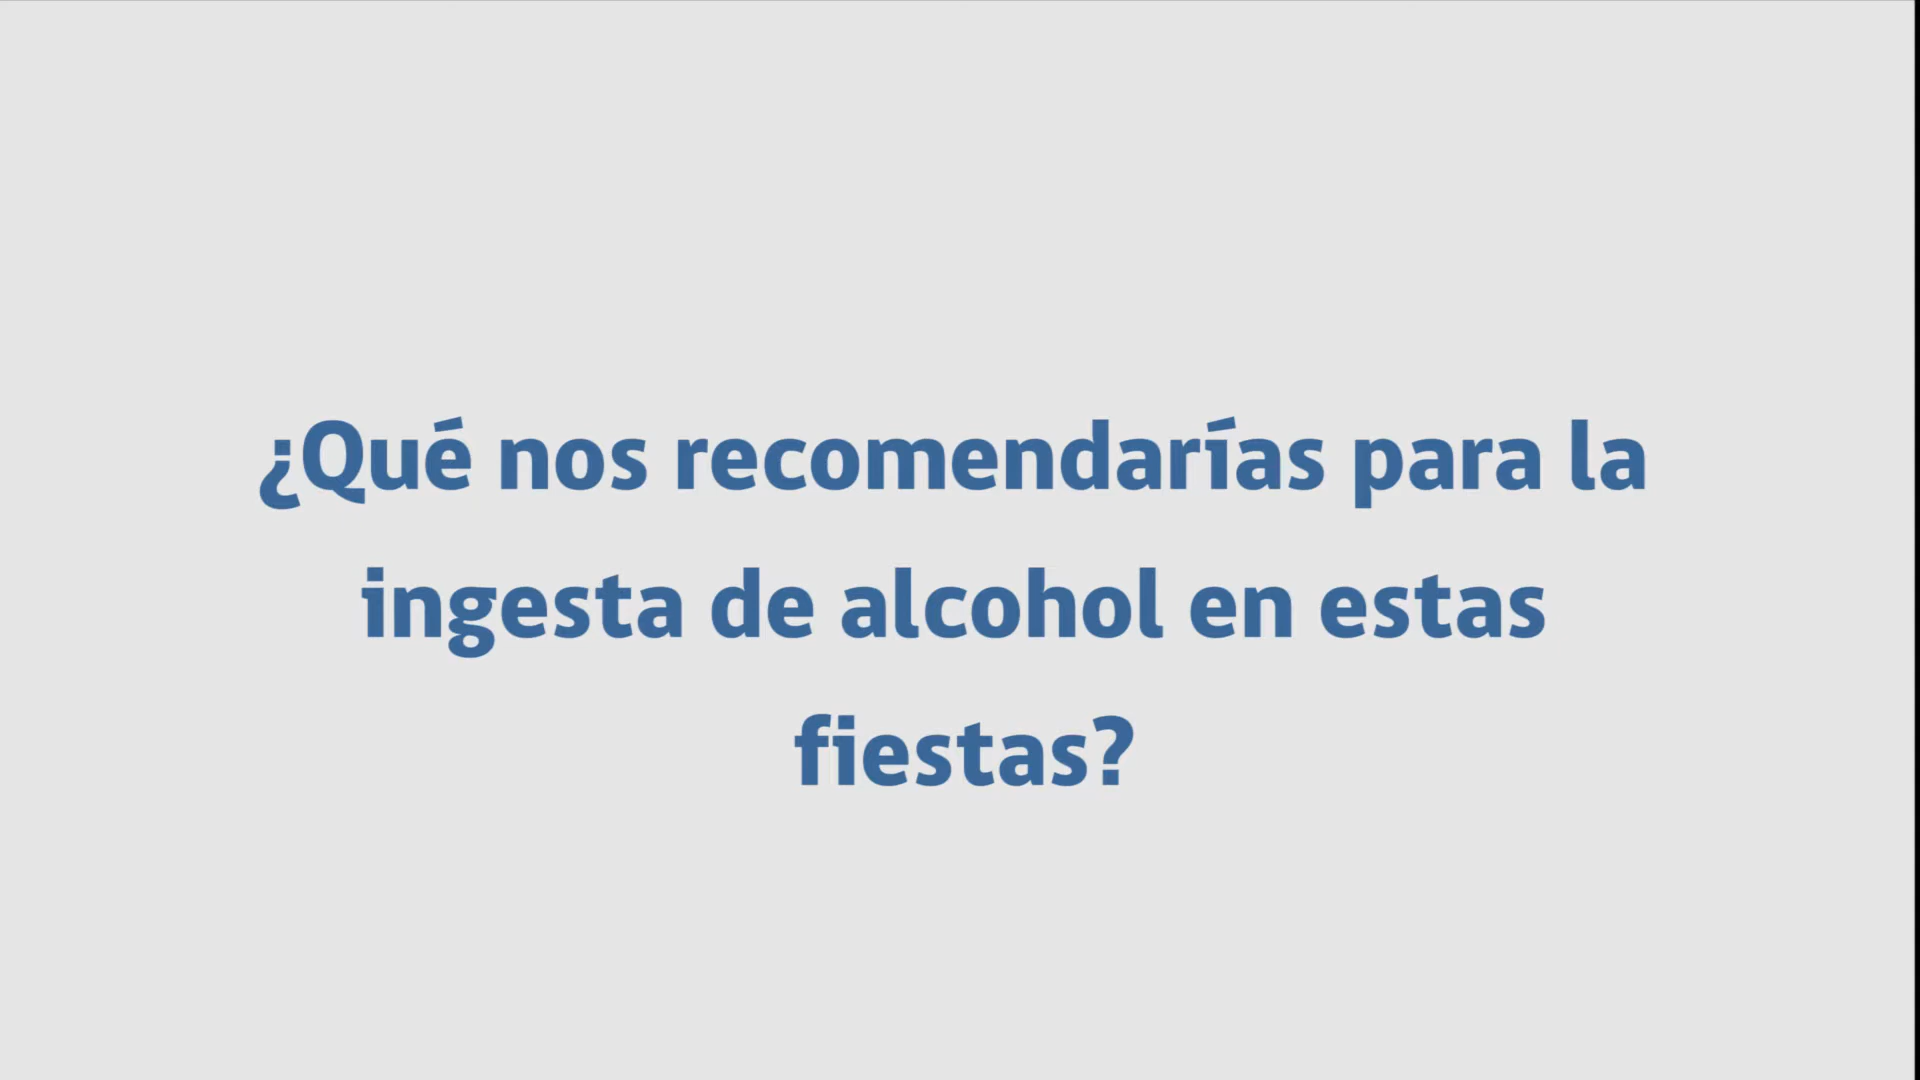 ¿Qué nos recomendarías para la
ingesta de alcohol en estas
fiestas?